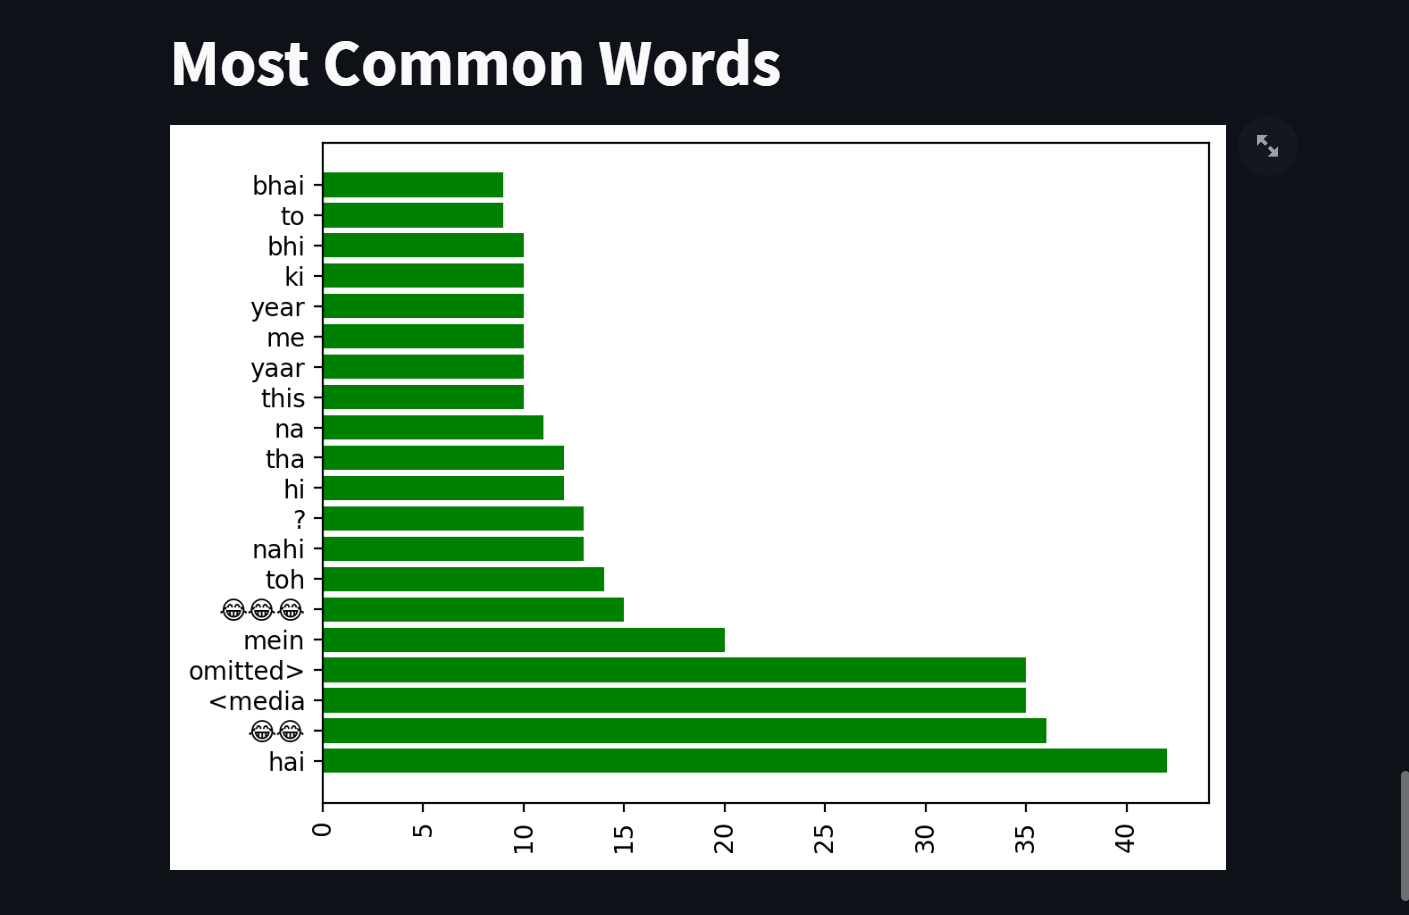 Most Common Words
bhai
to
bhi
ki
year
me
yaar
this
na
tha
hi
?
nahi
toh
😂😂😂
mein
omitted>
<media
😂😂
hai
0 5 10 15 20 25 30 35 40